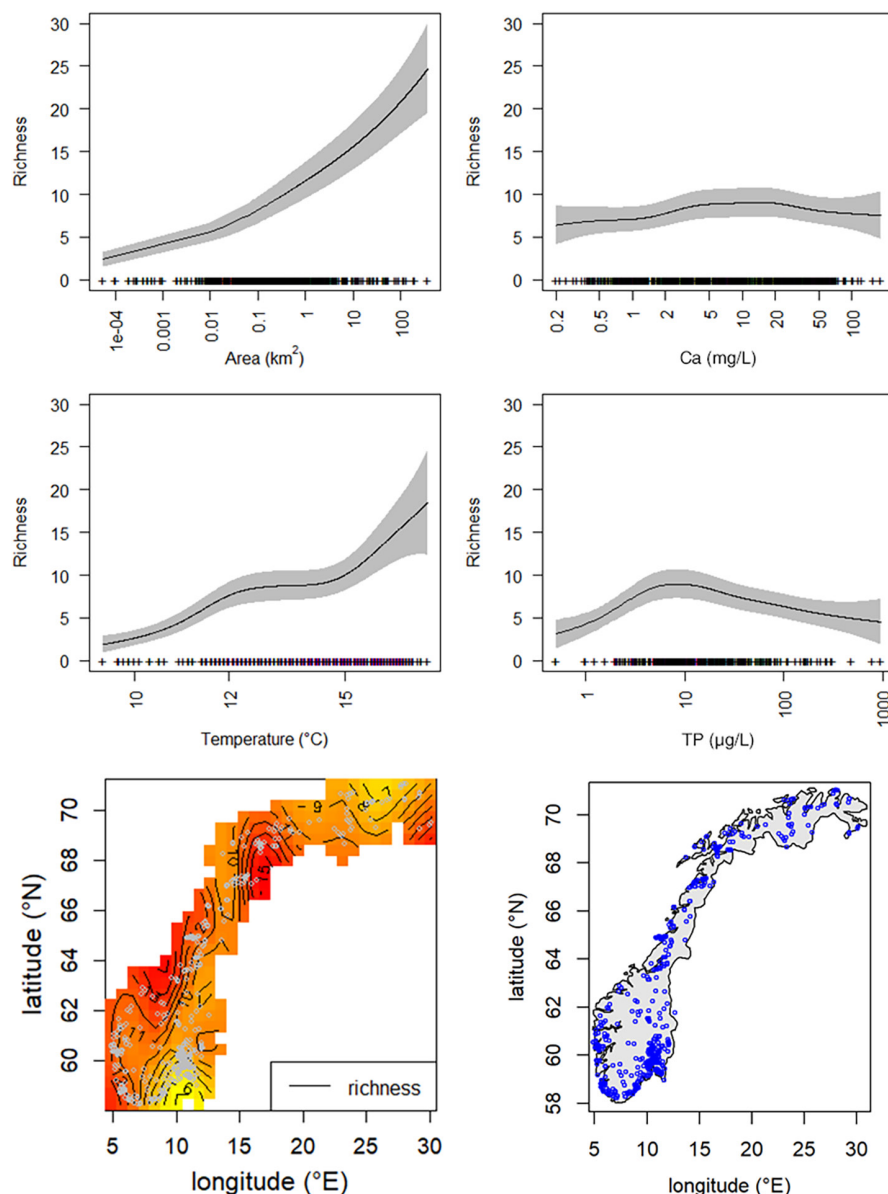 30
25
20
15
10
5
0
Richness
1e-04 0.001 0.01 0.1 1 10 100
Area (km²)
30
25
20
15
10
5
0
Richness
0.2 0.5 1 2 5 10 20 50 100
Ca (mg/L)
30
25
20
15
10
5
0
Richness
10 12 15
Temperature (°C)
30
25
20
15
10
5
0
Richness
1 10 100 1000
TP (µg/L)
70
68
66
64
62
60
latitude (°N)
richness
5 10 15 20 25 30
longitude (°E)
70
68
66
64
62
60
58
latitude (°N)
5 10 15 20 25 30
longitude (°E)